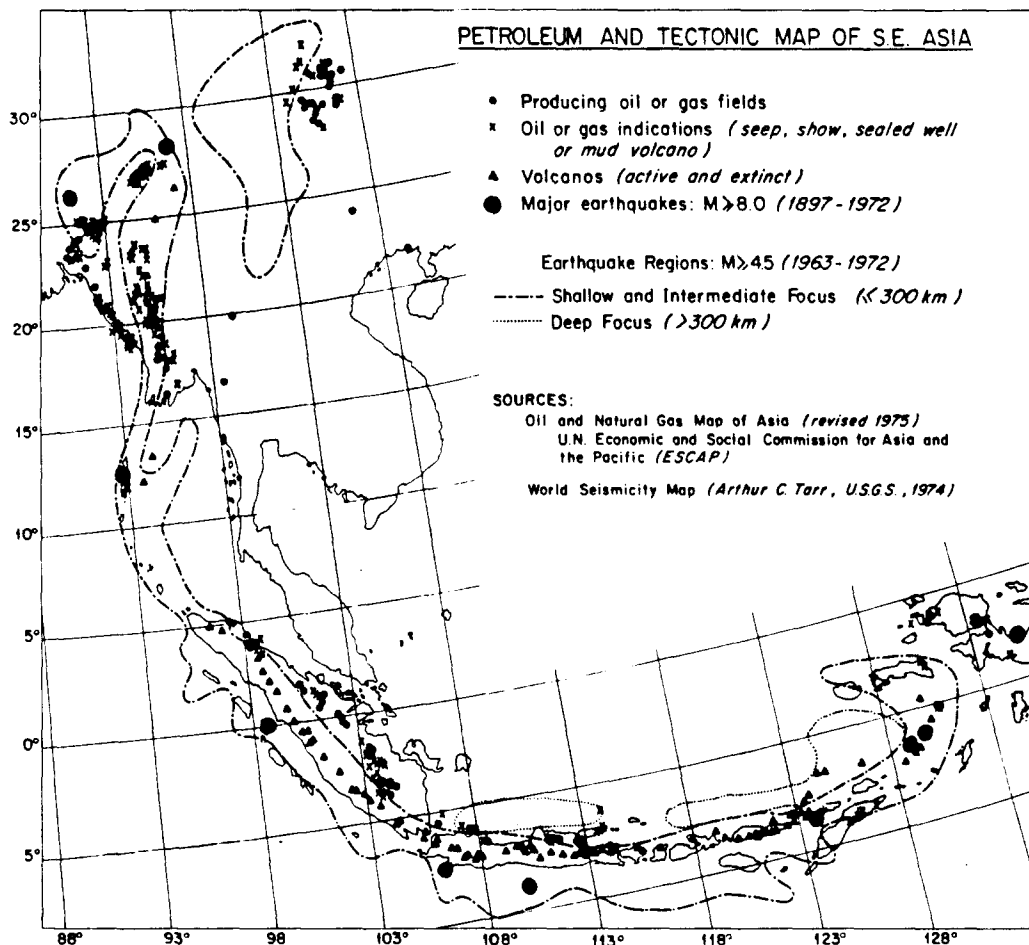 PETROLEUM AND TECTONIC MAP OF S.E. ASIA
Producing oil or gas fields
Oil or gas indications (seep, show, sealed well
or mud volcano)
Volcanos (active and extinct)
Major earthquakes: M≥8.0 (1897-1972)
Earthquake Regions: M≥4.5 (1963-1972)
Shallow and Intermediate Focus (≤300 km)
Deep Focus (>300 km)
SOURCES:
Oil and Natural Gas Map of Asia (revised 1975)
U.N. Economic and Social Commission for Asia and
the Pacific (ESCAP)
World Seismicity Map (Arthur C. Tarr, U.S.G.S., 1974)
30°
25°
20°
15°
10°
5°
0°
5°
88° 93° 98° 103° 108° 113° 118° 123° 128°